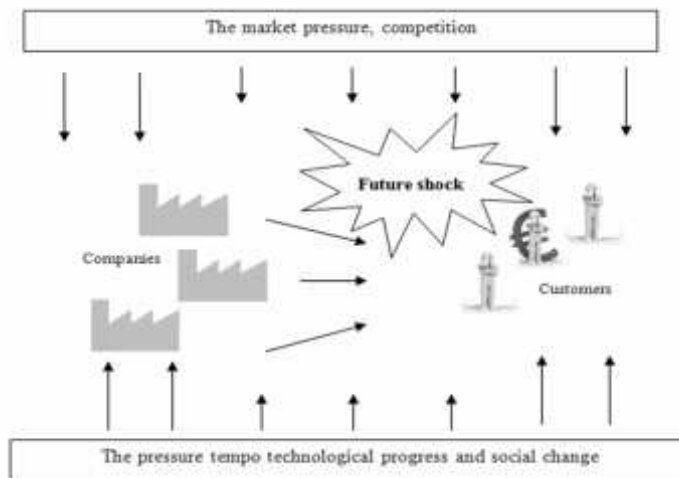 The market pressure, competition
Future shock
Companies
Customers
The pressure tempo technological progress and social change